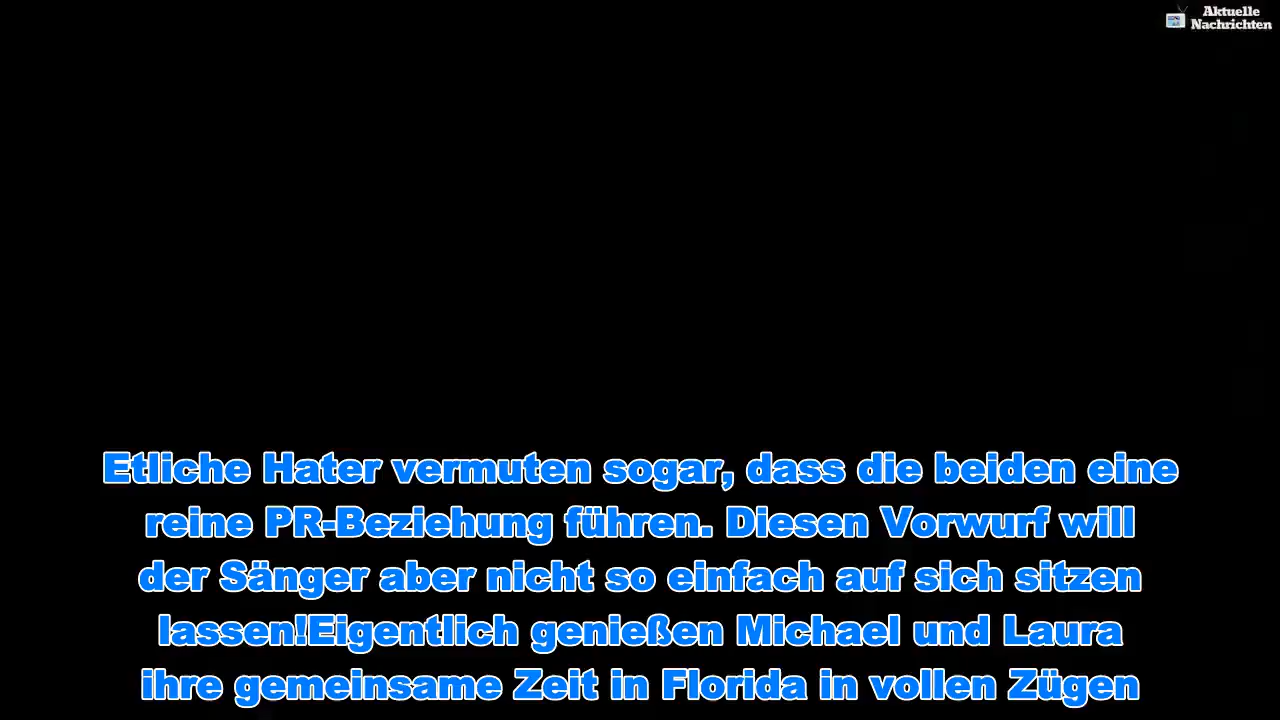 Aktuelle
Nachrichten
Etliche Hater vermuten sogar, dass die beiden eine
reine PR-Beziehung führen. Diesen Vorwurf will
der Sänger aber nicht so einfach auf sich sitzen
lassen!Eigentlich genießen Michael und Laura
ihre gemeinsame Zeit in Florida in vollen Zügen